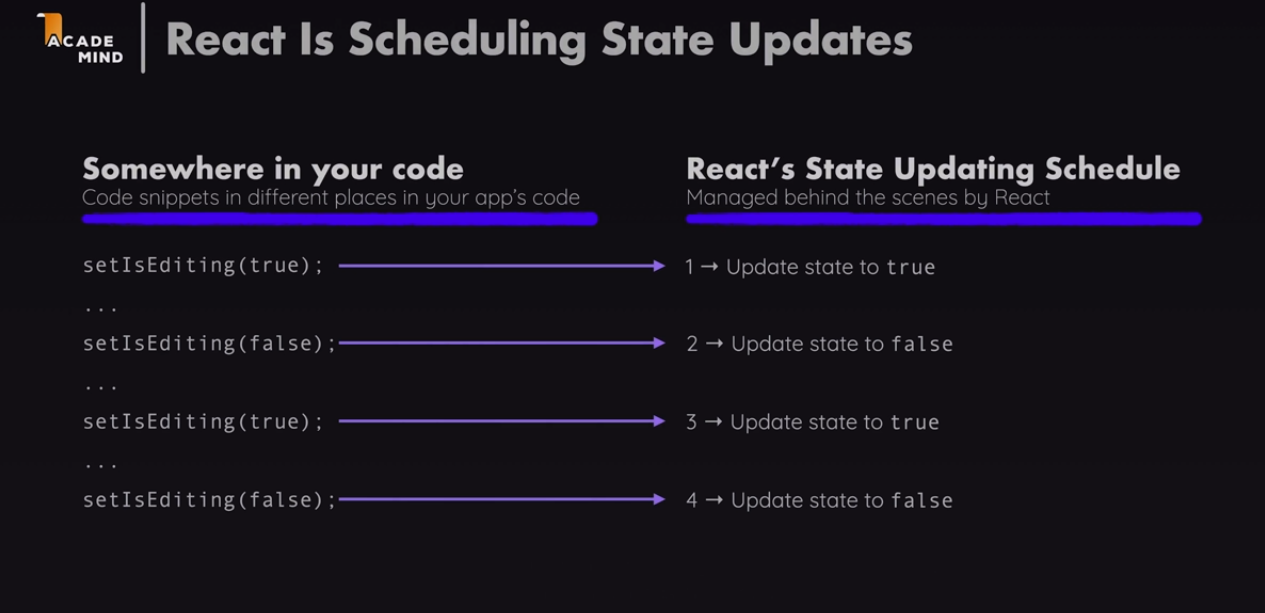 ACADE
MIND
React Is Scheduling State Updates
Somewhere in your code
Code snippets in different places in your app's code
setIsEditing(true);
...
setIsEditing(false);
...
setIsEditing(true);
...
setIsEditing(false);
React's State Updating Schedule
Managed behind the scenes by React
1 → Update state to true
2 → Update state to false
3 → Update state to true
4 → Update state to false